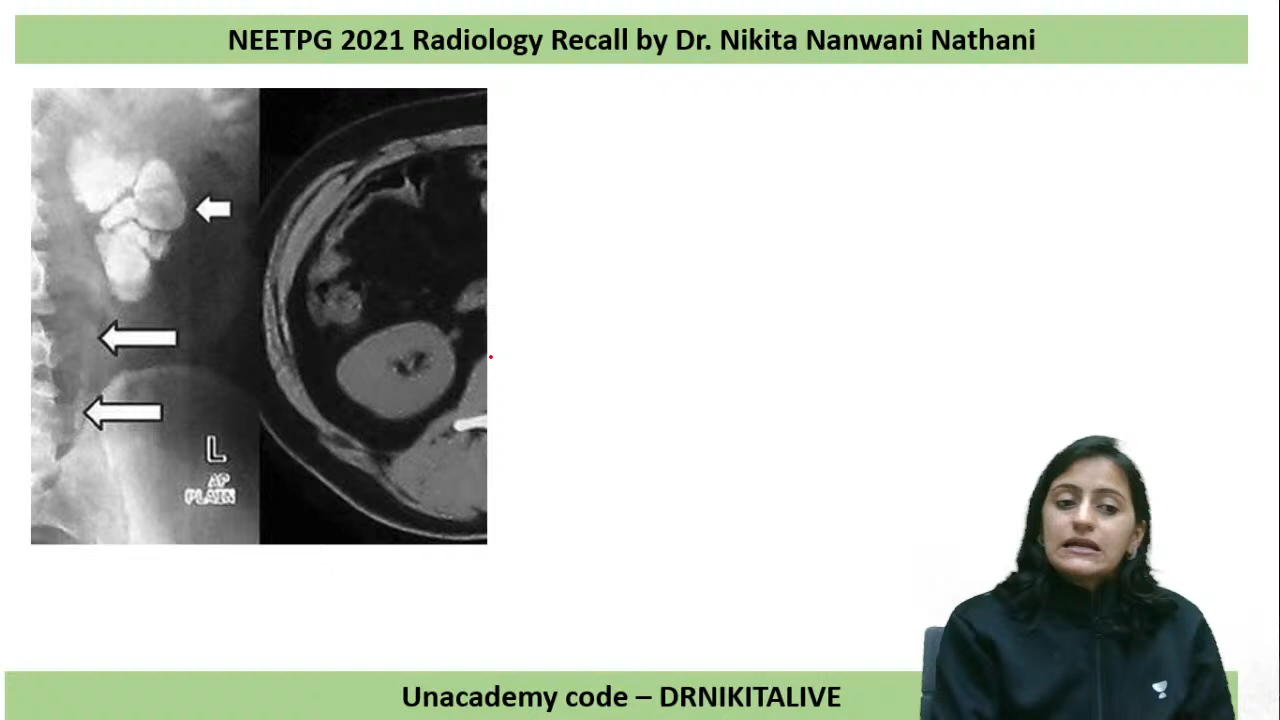 NEETPG 2021 Radiology Recall by Dr. Nikita Nanwani Nathani
L
AP
PLAIN
Unacademy code – DRNIKITALIVE